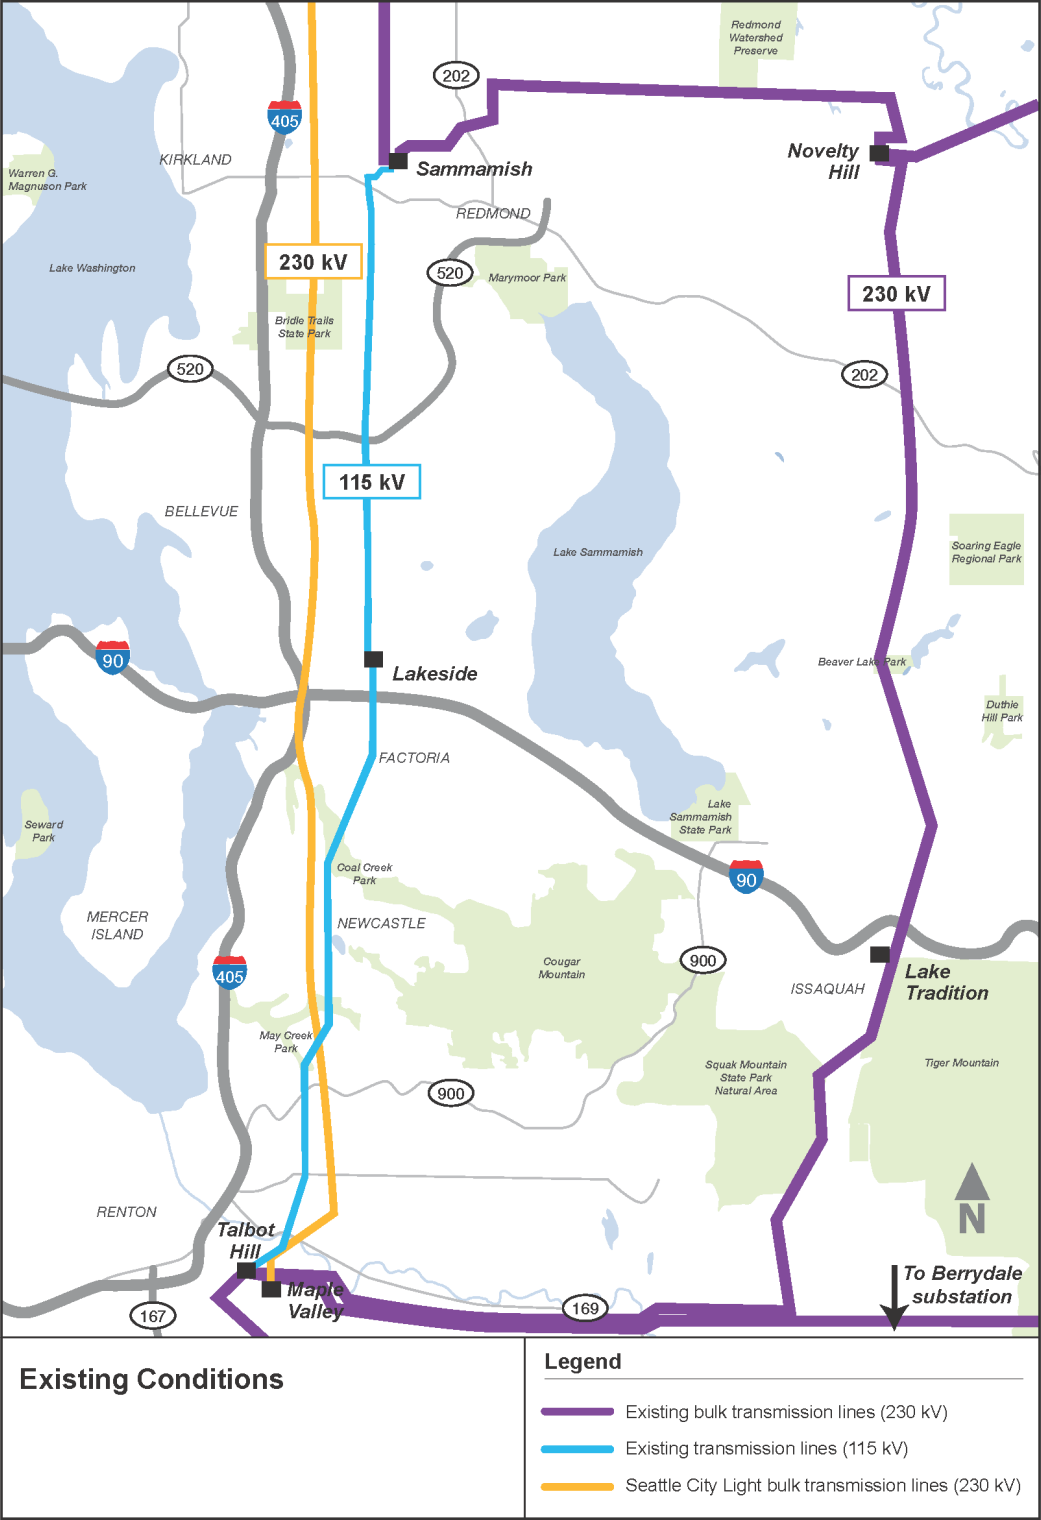 Redmond
Watershed
Preserve
202
405
KIRKLAND
Sammamish
Novelty
Hill
Warren G.
Magnuson Park
REDMOND
Lake Washington
230 kV
520
Marymoor Park
230 kV
Bridle Trails
State Park
520
202
115 kV
BELLEVUE
Lake Sammamish
Soaring Eagle
Regional Park
90
Lakeside
Beaver Lake Park
Duthie
Hill Park
FACTORIA
Seward
Park
Lake
Sammamish
State Park
Coal Creek
Park
90
MERCER
ISLAND
NEWCASTLE
405
Cougar
Mountain
900
ISSAQUAH
Lake
Tradition
May Creek
Park
Squak Mountain
State Park
Natural Area
Tiger Mountain
900
N
RENTON
Talbot
Hill
Maple
Valley
To Berrydale
substation
167
169
Existing Conditions
Legend
Existing bulk transmission lines (230 kV)
Existing transmission lines (115 kV)
Seattle City Light bulk transmission lines (230 kV)